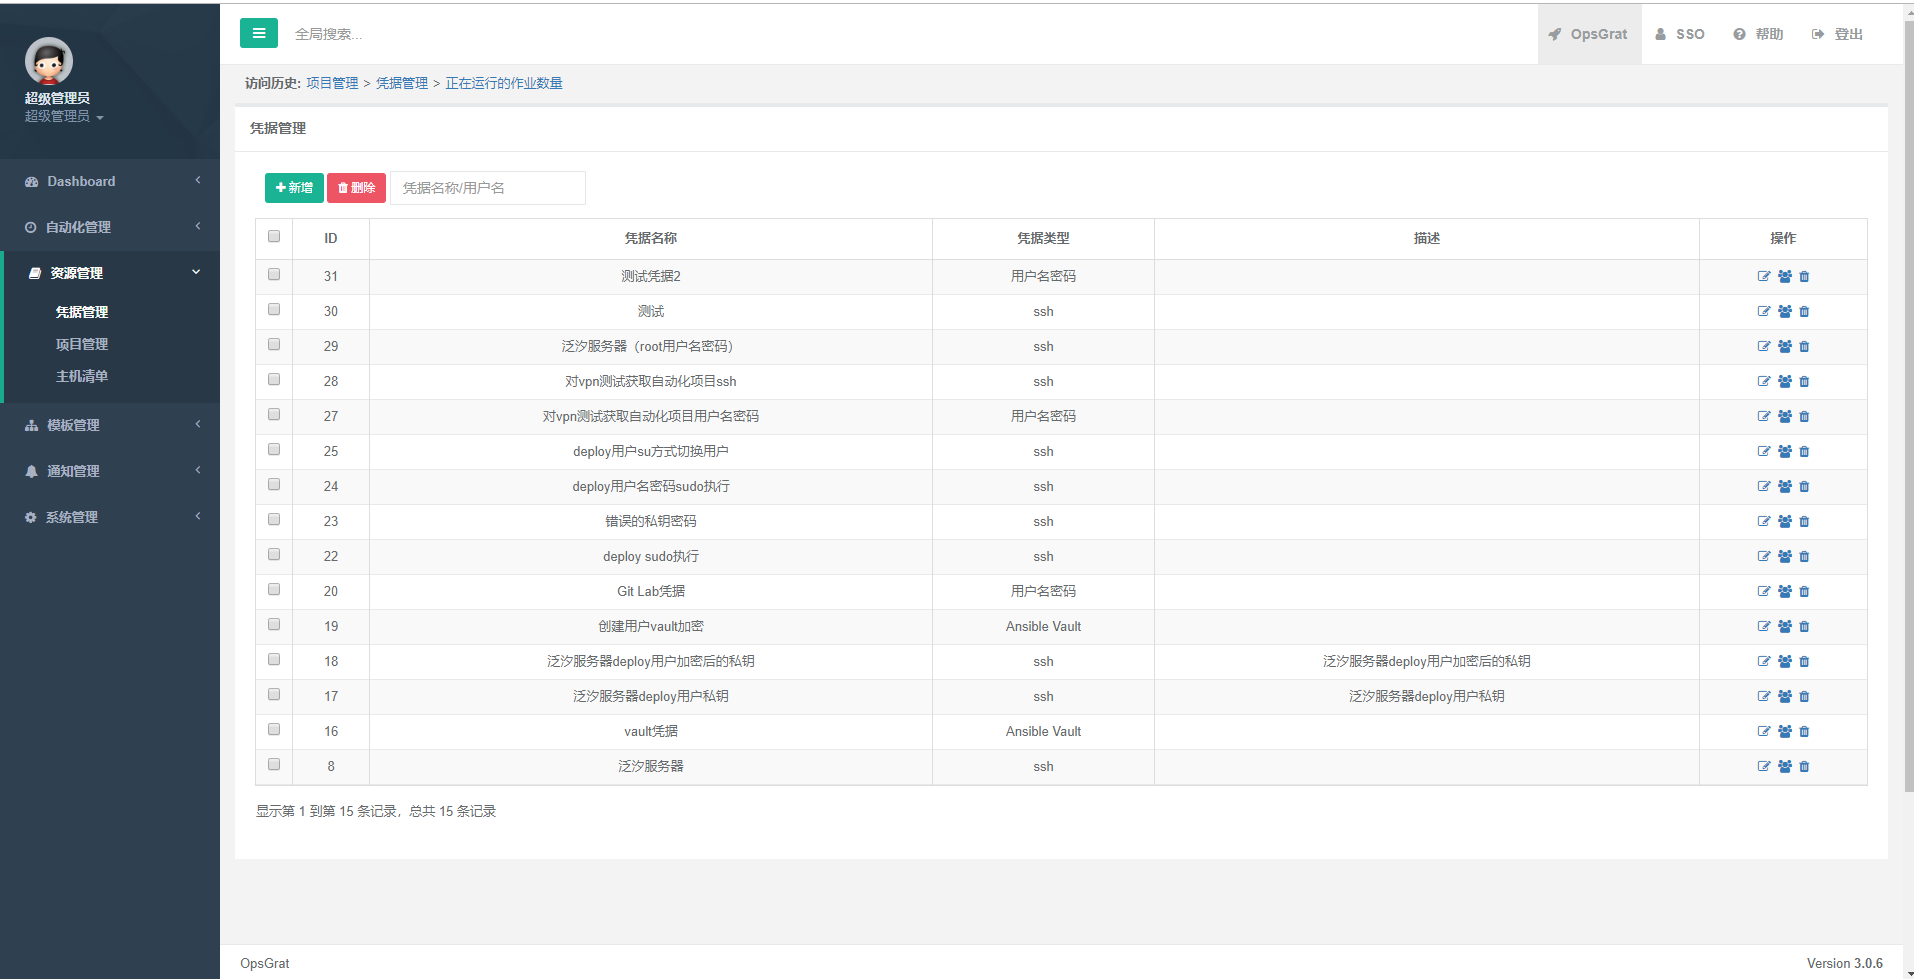 全局搜索...
OpsGrat
SSO
帮助
登出
超级管理员
超级管理员
Dashboard
自动化管理
资源管理
凭据管理
项目管理
主机清单
模板管理
通知管理
系统管理
访问历史: 项目管理 > 凭据管理 > 正在运行的作业数量
凭据管理
新增 删除 凭据名称/用户名
ID 凭据名称 凭据类型 描述 操作
31 测试凭据2 用户名密码
30 测试 ssh
29 泛汐服务器（root用户名密码） ssh
28 对vpn测试获取自动化项目ssh ssh
27 对vpn测试获取自动化项目用户名密码 用户名密码
25 deploy用户su方式切换用户 ssh
24 deploy用户名密码sudo执行 ssh
23 错误的私钥密码 ssh
22 deploy sudo执行 ssh
20 Git Lab凭据 用户名密码
19 创建用户vault加密 Ansible Vault
18 泛汐服务器deploy用户加密后的私钥 ssh 泛汐服务器deploy用户加密后的私钥
17 泛汐服务器deploy用户私钥 ssh 泛汐服务器deploy用户私钥
16 vault凭据 Ansible Vault
8 泛汐服务器 ssh
显示第 1 到第 15 条记录，总共 15 条记录
OpsGrat
Version 3.0.6